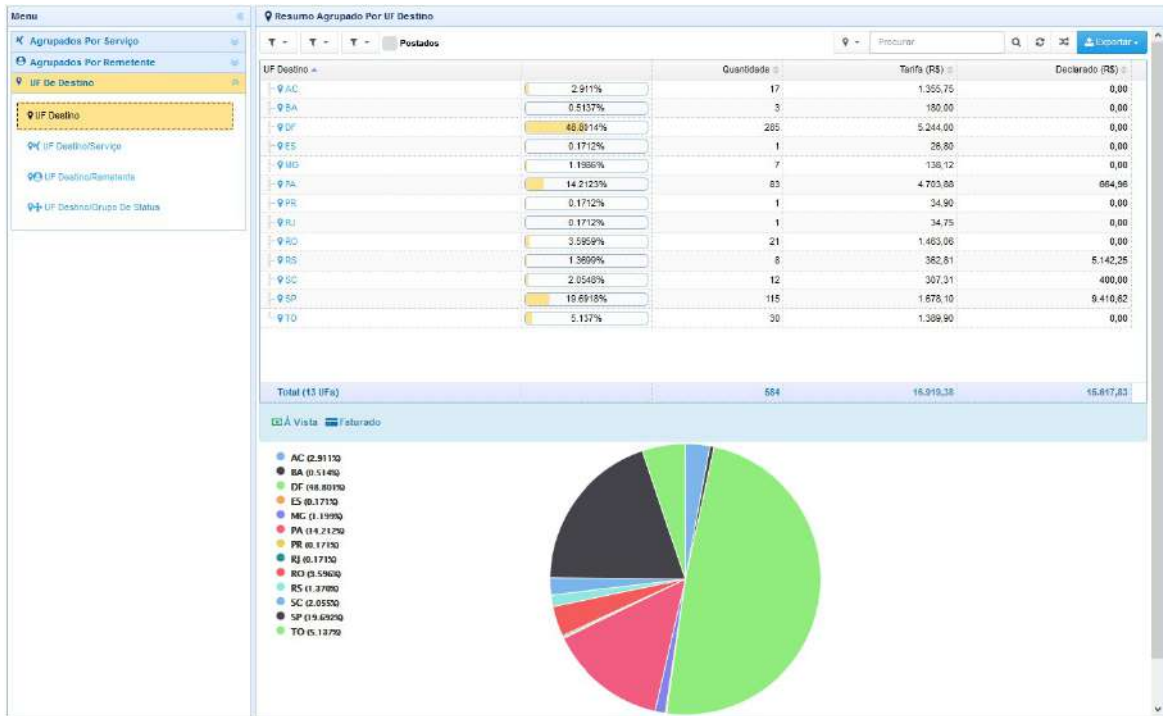 Menu
Agrupados Por Serviço
Agrupados Por Remetente
UF De Destino
UF Destino
UF Destino/Serviço
UF Destino/Remetente
UF Destino/Grupo De Status
Resumo Agrupado Por UF Destino
Postados Procurar Exportar
UF Destino Quantidade Tarifa (R$) Declarado (R$)
AC 2.911% 17 1.355,75 0,00
BA 0.5137% 3 180,00 0,00
DF 48.8014% 285 5.244,00 0,00
ES 0.1712% 1 28,80 0,00
MG 1.1986% 7 136,12 0,00
PA 14.2123% 83 4.703,88 664,96
PR 0.1712% 1 34,90 0,00
RJ 0.1712% 1 34,75 0,00
RO 3.5959% 21 1.463,06 0,00
RS 1.3699% 8 362,81 5.142,25
SC 2.0548% 12 307,31 400,00
SP 19.6918% 115 1.678,10 9.410,62
TO 5.137% 30 1.389,90 0,00
Total (13 UFs) 584 16.919,38 15.617,83
À Vista Faturado
AC (2.911%)
BA (0.514%)
DF (48.801%)
ES (0.171%)
MG (1.199%)
PA (14.212%)
PR (0.171%)
RJ (0.171%)
RO (3.596%)
RS (1.370%)
SC (2.055%)
SP (19.692%)
TO (5.137%)